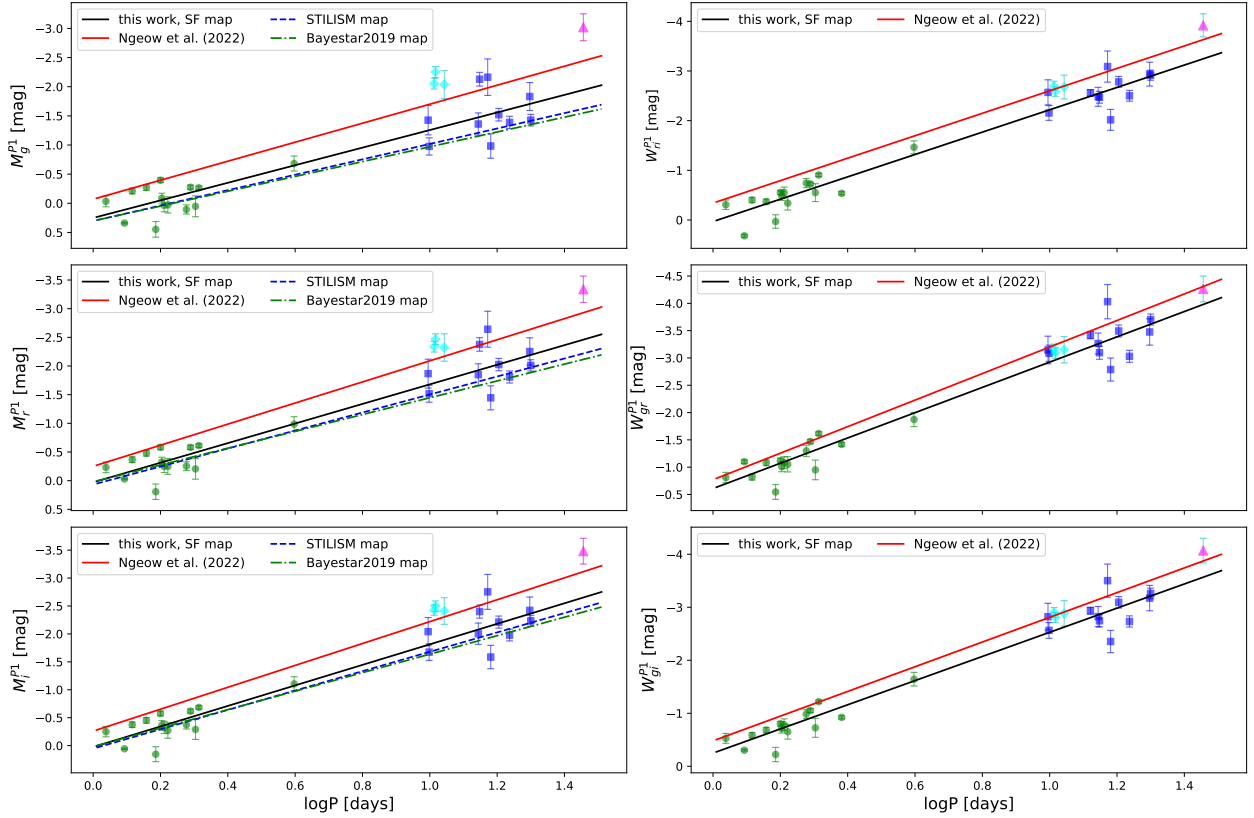 this work, SF map
Ngeow et al. (2022)
STILISM map
Bayestar2019 map
−3.0
−2.5
−2.0
−1.5
−1.0
−0.5
0.0
0.5
M_g^{P1} [mag]
this work, SF map
Ngeow et al. (2022)
−4
−3
−2
−1
0
W_{ri}^{P1} [mag]
this work, SF map
Ngeow et al. (2022)
STILISM map
Bayestar2019 map
−3.5
−3.0
−2.5
−2.0
−1.5
−1.0
−0.5
0.0
0.5
M_r^{P1} [mag]
this work, SF map
Ngeow et al. (2022)
−4.5
−4.0
−3.5
−3.0
−2.5
−2.0
−1.5
−1.0
−0.5
W_{gr}^{P1} [mag]
this work, SF map
Ngeow et al. (2022)
STILISM map
Bayestar2019 map
−3.5
−3.0
−2.5
−2.0
−1.5
−1.0
−0.5
0.0
M_i^{P1} [mag]
0.0 0.2 0.4 0.6 0.8 1.0 1.2 1.4
logP [days]
this work, SF map
Ngeow et al. (2022)
−4
−3
−2
−1
0
W_{gi}^{P1} [mag]
0.0 0.2 0.4 0.6 0.8 1.0 1.2 1.4
logP [days]